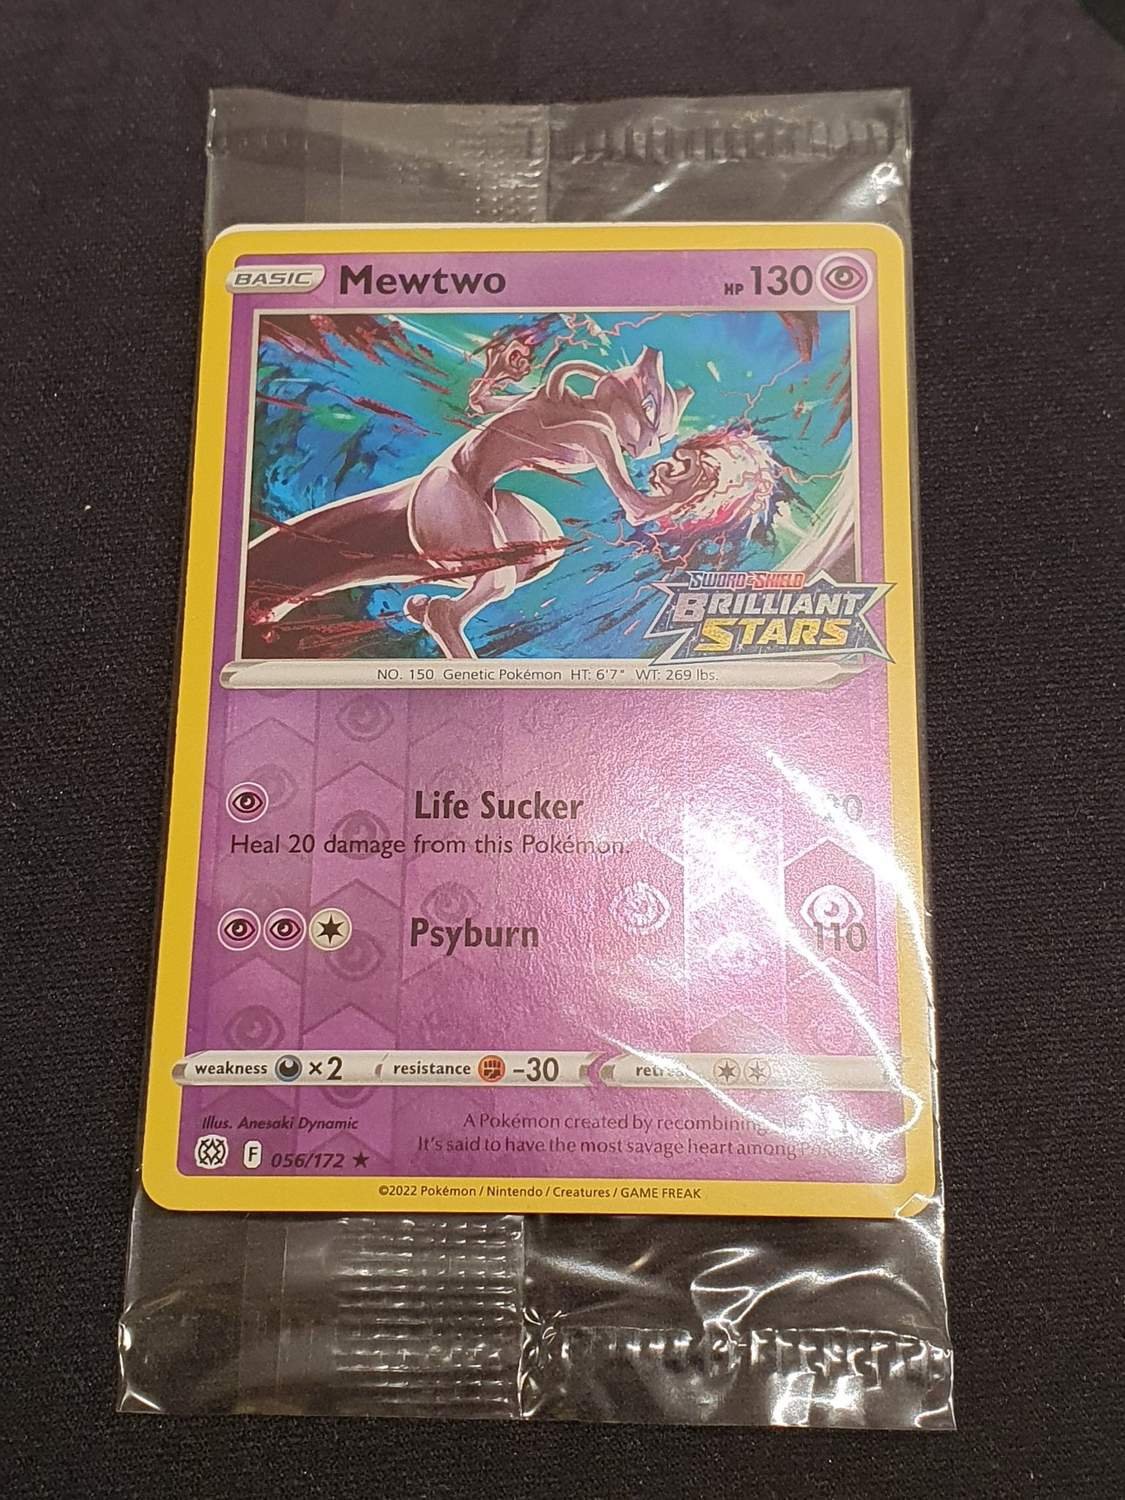 BASIC Mewtwo HP 130
SWORD & SHIELD
BRILLIANT
STARS
NO. 150 Genetic Pokémon HT: 6'7" WT: 269 lbs.
Life Sucker
Heal 20 damage from this Pokémon.
Psyburn 110
weakness ×2 resistance -30 retreat
Illus. Anesaki Dynamic
A Pokémon created by recombining
It's said to have the most savage heart among
F 056/172 ★
©2022 Pokémon / Nintendo / Creatures / GAME FREAK